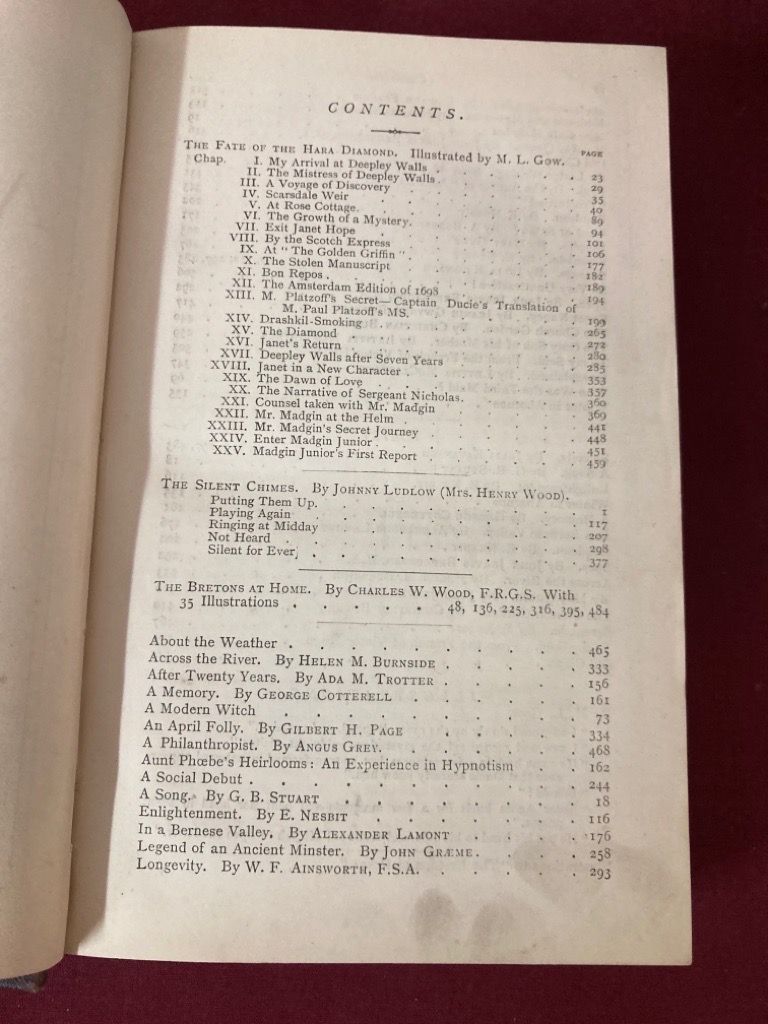 CONTENTS.
PAGE
THE FATE OF THE HARA DIAMOND. Illustrated by M. L. GOW.
Chap. I. My Arrival at Deepley Walls . . . . . 23
II. The Mistress of Deepley Walls . . . . . 29
III. A Voyage of Discovery . . . . . 35
IV. Scarsdale Weir . . . . . 40
V. At Rose Cottage . . . . . 89
VI. The Growth of a Mystery . . . . . 94
VII. Exit Janet Hope . . . . . 101
VIII. By the Scotch Express . . . . . 106
IX. At "The Golden Griffin" . . . . . 177
X. The Stolen Manuscript . . . . . 182
XI. Bon Repos . . . . . 189
XII. The Amsterdam Edition of 1698 . . . . . 194
XIII. M. Platzoff's Secret—Captain Ducie's Translation of
M. Paul Platzoff's MS. . . . . . 199
XIV. Drashkil-Smoking . . . . . 265
XV. The Diamond . . . . . 272
XVI. Janet's Return . . . . . 280
XVII. Deepley Walls after Seven Years . . . . . 285
XVIII. Janet in a New Character . . . . . 353
XIX. The Dawn of Love . . . . . 357
XX. The Narrative of Sergeant Nicholas . . . . . 360
XXI. Counsel taken with Mr. Madgin . . . . . 369
XXII. Mr. Madgin at the Helm . . . . . 441
XXIII. Mr. Madgin's Secret Journey . . . . . 448
XXIV. Enter Madgin Junior . . . . . 451
XXV. Madgin Junior's First Report . . . . . 459
THE SILENT CHIMES. By JOHNNY LUDLOW (MRS. HENRY WOOD).
Putting Them Up . . . . . 1
Playing Again . . . . . 117
Ringing at Midday . . . . . 207
Not Heard . . . . . 298
Silent for Ever . . . . . 377
THE BRETONS AT HOME. By CHARLES W. WOOD, F.R.G.S. With
35 Illustrations . . . . . 48, 136, 225, 316, 395, 484
About the Weather . . . . . 465
Across the River. By HELEN M. BURNSIDE . . . . . 333
After Twenty Years. By ADA M. TROTTER . . . . . 156
A Memory. By GEORGE COTTERELL . . . . . 161
A Modern Witch . . . . . 73
An April Folly. By GILBERT H. PAGE . . . . . 334
A Philanthropist. By ANGUS GREY. . . . . . 468
Aunt Phœbe's Heirlooms: An Experience in Hypnotism . . 162
A Social Debut . . . . . 244
A Song. By G. B. STUART . . . . . 18
Enlightenment. By E. NESBIT . . . . . 116
In a Bernese Valley. By ALEXANDER LAMONT . . . . 176
Legend of an Ancient Minster. By JOHN GRÆME . . . . 258
Longevity. By W. F. AINSWORTH, F.S.A. . . . . . 293